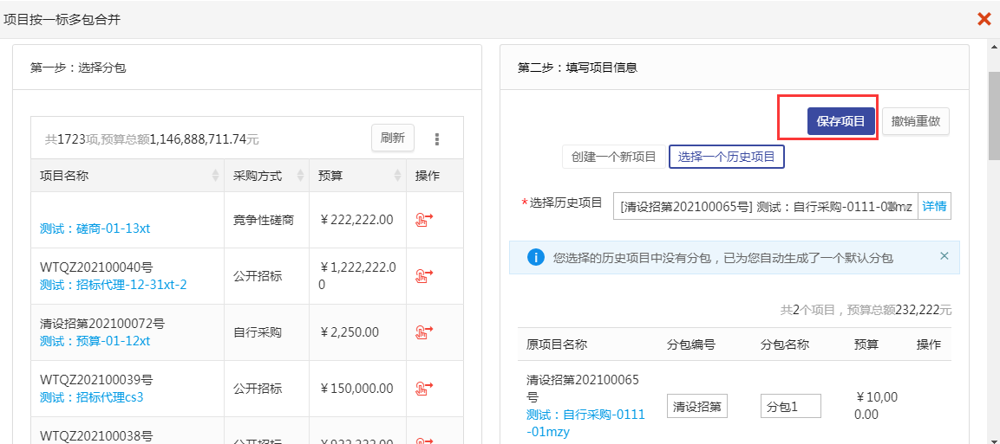 项目按一标多包合并
第一步：选择分包
共1723项,预算总额1,146,888,711.74元
刷新
项目名称 采购方式 预算 操作
测试：磋商-01-13xt 竞争性磋商 ￥222,222.00
WTQZ202100040号
测试：招标代理-12-31xt-2 公开招标 ￥1,222,222.0
0
清设招第202100072号
测试：预算-01-12xt 自行采购 ￥2,250.00
WTQZ202100039号
测试：招标代理cs3 公开招标 ￥150,000.00
WTQZ202100038号
第二步：填写项目信息
保存项目 撤销重做
创建一个新项目 选择一个历史项目
*选择历史项目 [清设招第202100065号] 测试：自行采购-0111- 详情
您选择的历史项目中没有分包，已为您自动生成了一个默认分包
共2个项目，预算总额232,222元
原项目名称 分包编号 分包名称 预算 操作
清设招第202100065
号
测试：自行采购-0111
-01mzy
清设招第 分包1 ￥10,00
0.00